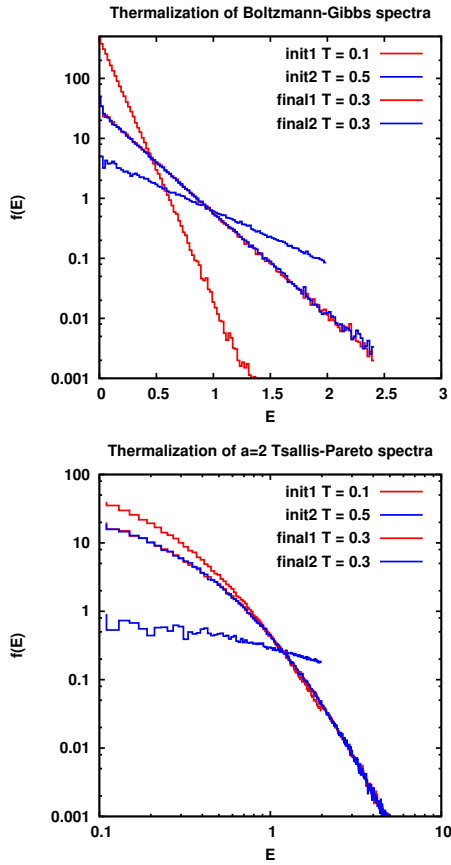 Thermalization of Boltzmann-Gibbs spectra
init1 T = 0.1
init2 T = 0.5
final1 T = 0.3
final2 T = 0.3
f(E)
100
10
1
0.1
0.01
0.001
0 0.5 1 1.5 2 2.5 3
E
Thermalization of a=2 Tsallis-Pareto spectra
init1 T = 0.1
init2 T = 0.5
final1 T = 0.3
final2 T = 0.3
f(E)
100
10
1
0.1
0.01
0.001
0.1 1 10
E